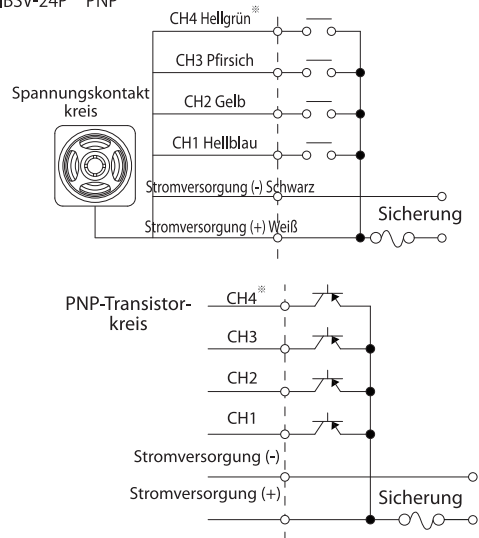 BSV-24P PNP
CH4 Hellgrün※
CH3 Pfirsich
CH2 Gelb
CH1 Hellblau
Spannungskontakt
kreis
Stromversorgung (-) Schwarz
Stromversorgung (+) Weiß
Sicherung
PNP-Transistor-
kreis
CH4※
CH3
CH2
CH1
Stromversorgung (-)
Stromversorgung (+)
Sicherung